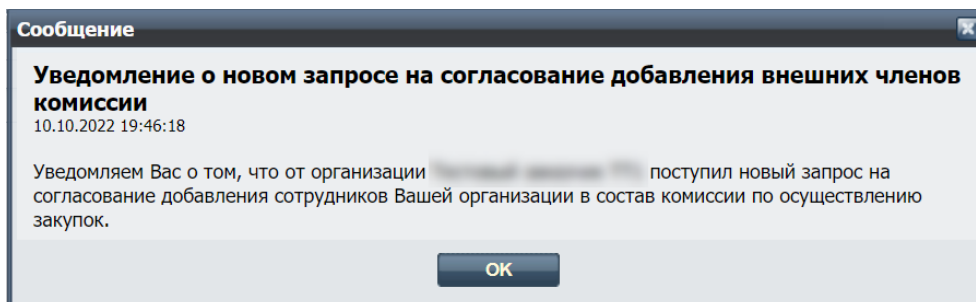 Сообщение
Уведомление о новом запросе на согласование добавления внешних членов
комиссии
10.10.2022 19:46:18
Уведомляем Вас о том, что от организации поступил новый запрос на
согласование добавления сотрудников Вашей организации в состав комиссии по осуществлению
закупок.
ОК